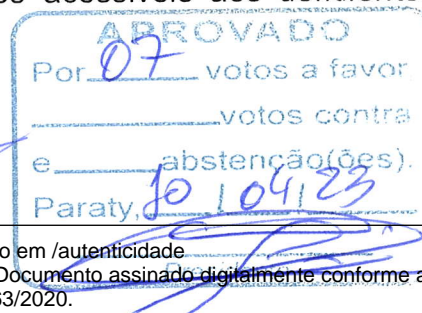 APROVADO
Por 07 votos a favor
votos contra
e abstenção(ões).
Paraty, 10 / 04 / 23
o em /autenticidade
Documento assinado digitalmente conforme a
63/2020.